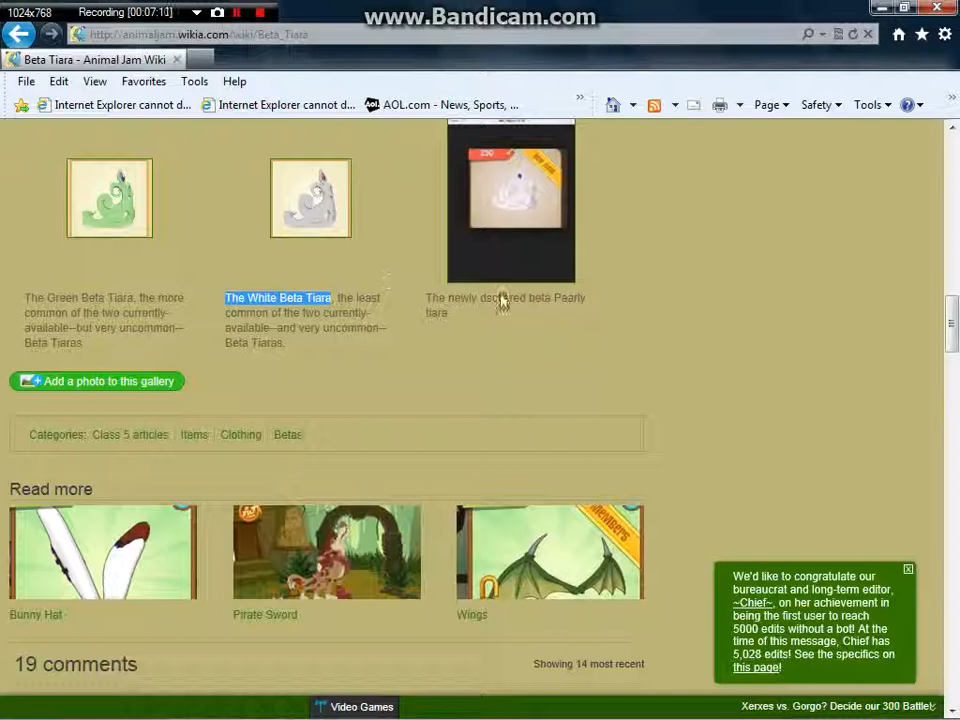 1024x768
Recording [00:07:10]
www.Bandicam.com
http://animaljam.wikia.com/wiki/Beta_Tiara
Beta Tiara - Animal Jam Wiki
File Edit View Favorites Tools Help
Internet Explorer cannot d... Internet Explorer cannot d... AOL.com - News, Sports, ... Page Safety Tools
The Green Beta Tiara, the more
common of the two currently-
available--but very uncommon--
Beta Tiaras.
The White Beta Tiara, the least
common of the two currently-
available--and very uncommon--
Beta Tiaras.
250
The newly beta Pearly
tiara
Add a photo to this gallery
Categories: Class 5 articles Items Clothing Betas
Read more
Members
Bunny Hat Pirate Sword Wings
We'd like to congratulate our
bureaucrat and long-term editor,
~Chief~, on her achievement in
being the first user to reach
5000 edits without a bot! At the
time of this message, Chief has
5,028 edits! See the specifics on
this page!
19 comments
Showing 14 most recent
Video Games
Xerxes vs. Gorgo? Decide our 300 Battle!